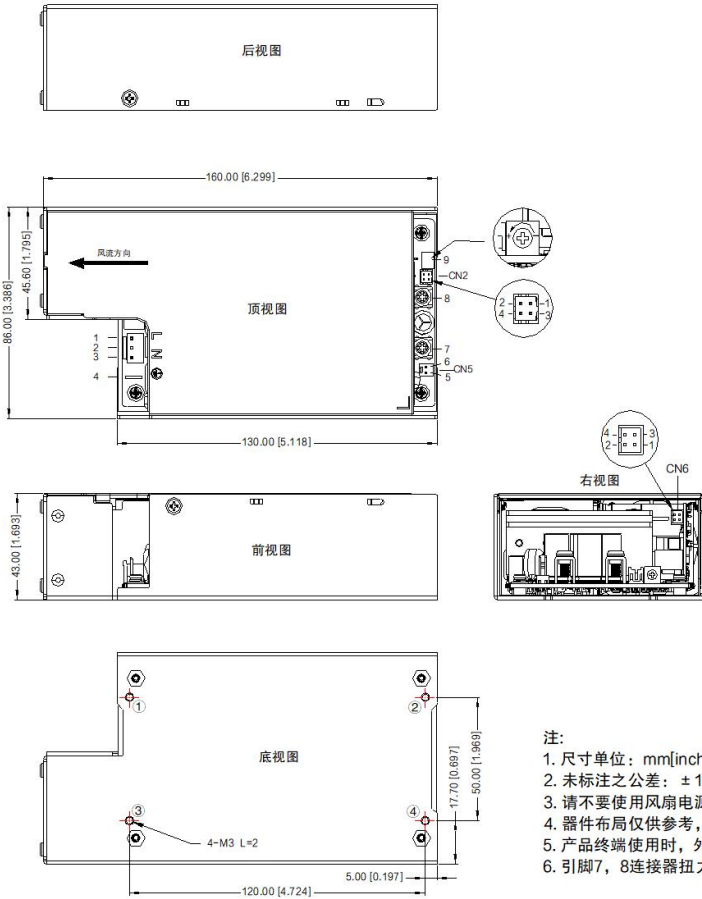 后视图
160.00 [6.299]
86.00 [3.386]
45.60 [1.795]
风流方向
顶视图
L
N
1
2
3
4
9
CN2
8
7
6
CN5
5
2
1
4
3
130.00 [5.118]
4
3
2
1
CN6
右视图
43.00 [1.693]
前视图
①
②
底视图
③
④
4-M3 L=2
17.70 [0.697]
50.00 [1.969]
5.00 [0.197]
120.00 [4.724]
注:
1. 尺寸单位：mm[inch
2. 未标注之公差：±1
3. 请不要使用风扇电源
4. 器件布局仅供参考，
5. 产品终端使用时，外
6. 引脚7，8连接器扭力